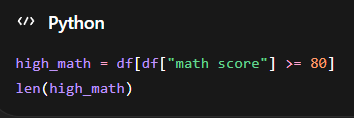 </> Python
high_math = df[df["math score"] >= 80]
len(high_math)